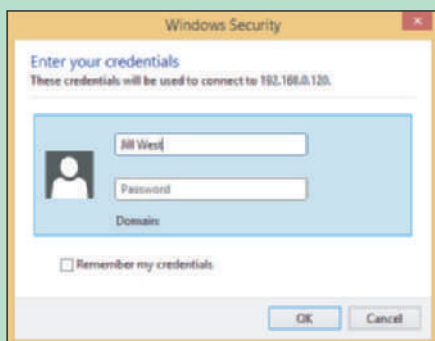 Windows Security
Enter your credentials
These credentials will be used to connect to 192.168.0.120.
Jill West
Password
Domain:
Remember my credentials
OK
Cancel